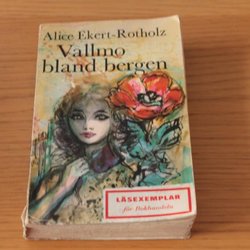 Alice Ekert-Rotholz
Vallmo
bland bergen
LÄSEXEMPLAR
för Bokhandeln